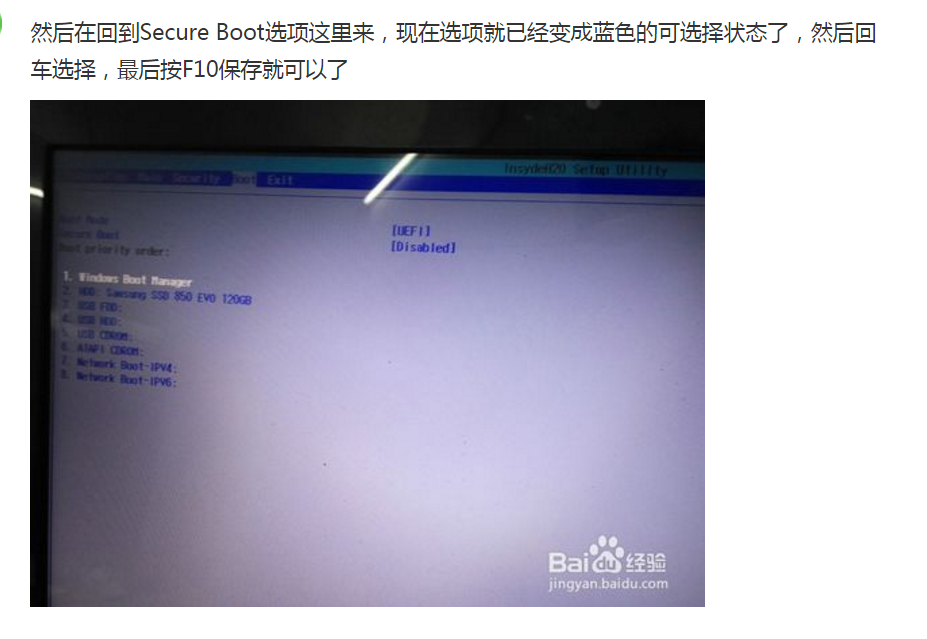 然后在回到Secure Boot选项这里来，现在选项就已经变成蓝色的可选择状态了，然后回
车选择，最后按F10保存就可以了
InsydeH20 Setup Utility
Main Security Boot Exit
Boot Mode [UEFI]
Secure Boot [Disabled]
Boot priority order:
1. Windows Boot Manager
2. HDD: Samsung SSD 850 EVO 120GB
3. USB FDD:
4. USB HDD:
5. USB CDROM:
6. ATAPI CDROM:
7. Network Boot-IPV4:
8. Network Boot-IPV6:
Baidu经验
jingyan.baidu.com